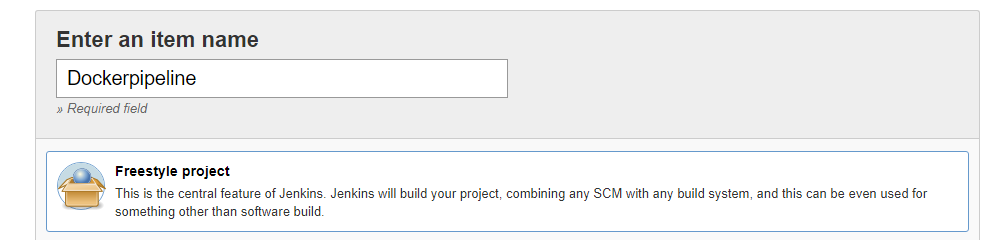 Enter an item name
Dockerpipeline
» Required field
Freestyle project
This is the central feature of Jenkins. Jenkins will build your project, combining any SCM with any build system, and this can be even used for
something other than software build.